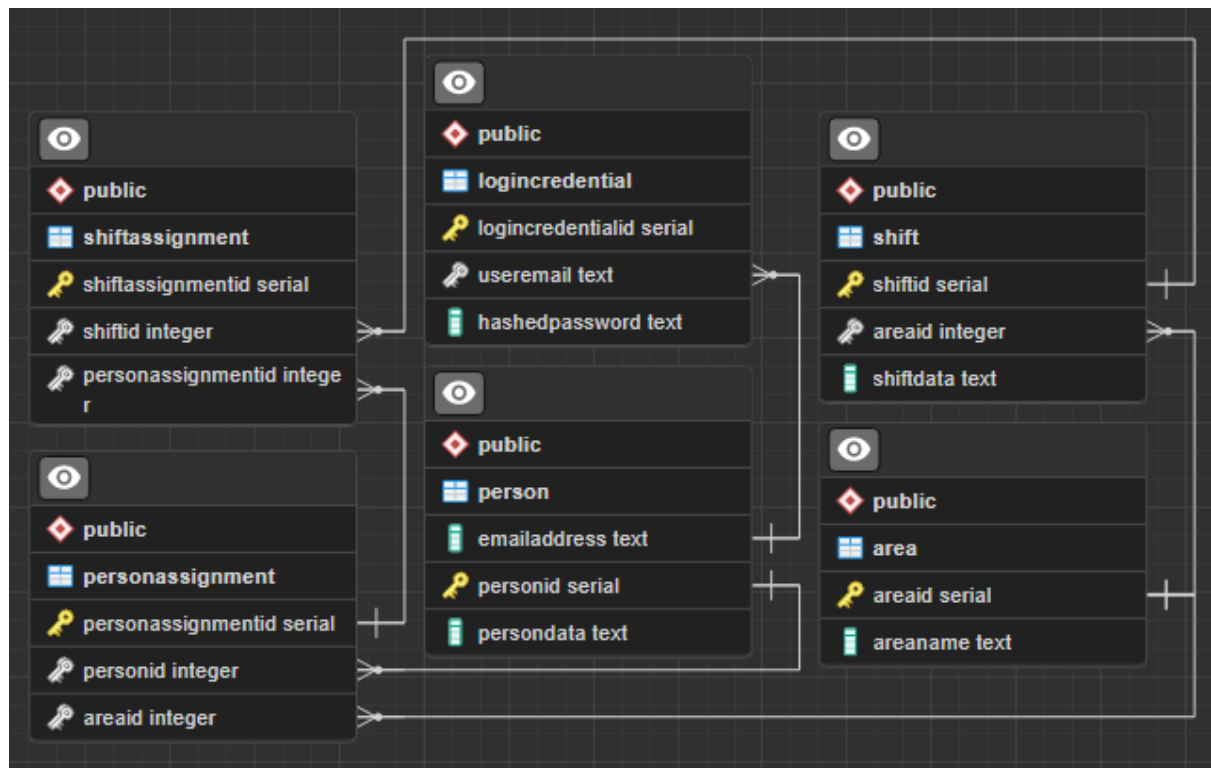 public
shiftassignment
shiftassignmentid serial
shiftid integer
personassignmentid intege
r
public
personassignment
personassignmentid serial
personid integer
areaid integer
public
logincredential
logincredentialid serial
useremail text
hashedpassword text
public
person
emailaddress text
personid serial
persondata text
public
shift
shiftid serial
areaid integer
shiftdata text
public
area
areaid serial
areaname text